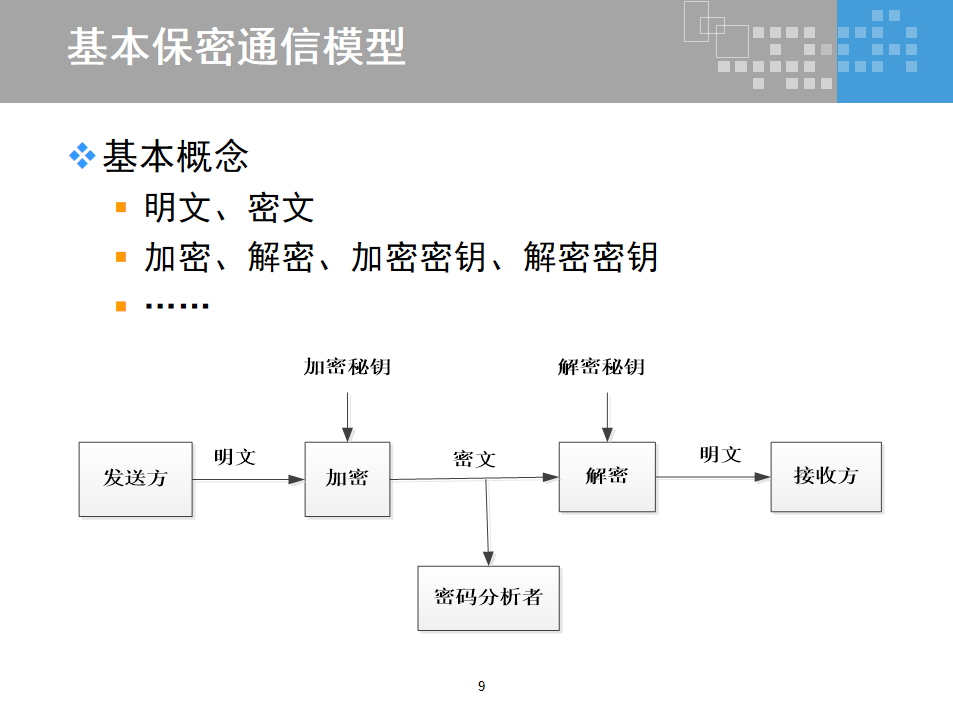 基本保密通信模型
基本概念
明文、密文
加密、解密、加密密钥、解密密钥
……
加密秘钥
解密秘钥
发送方
明文
加密
密文
解密
明文
接收方
密码分析者
9